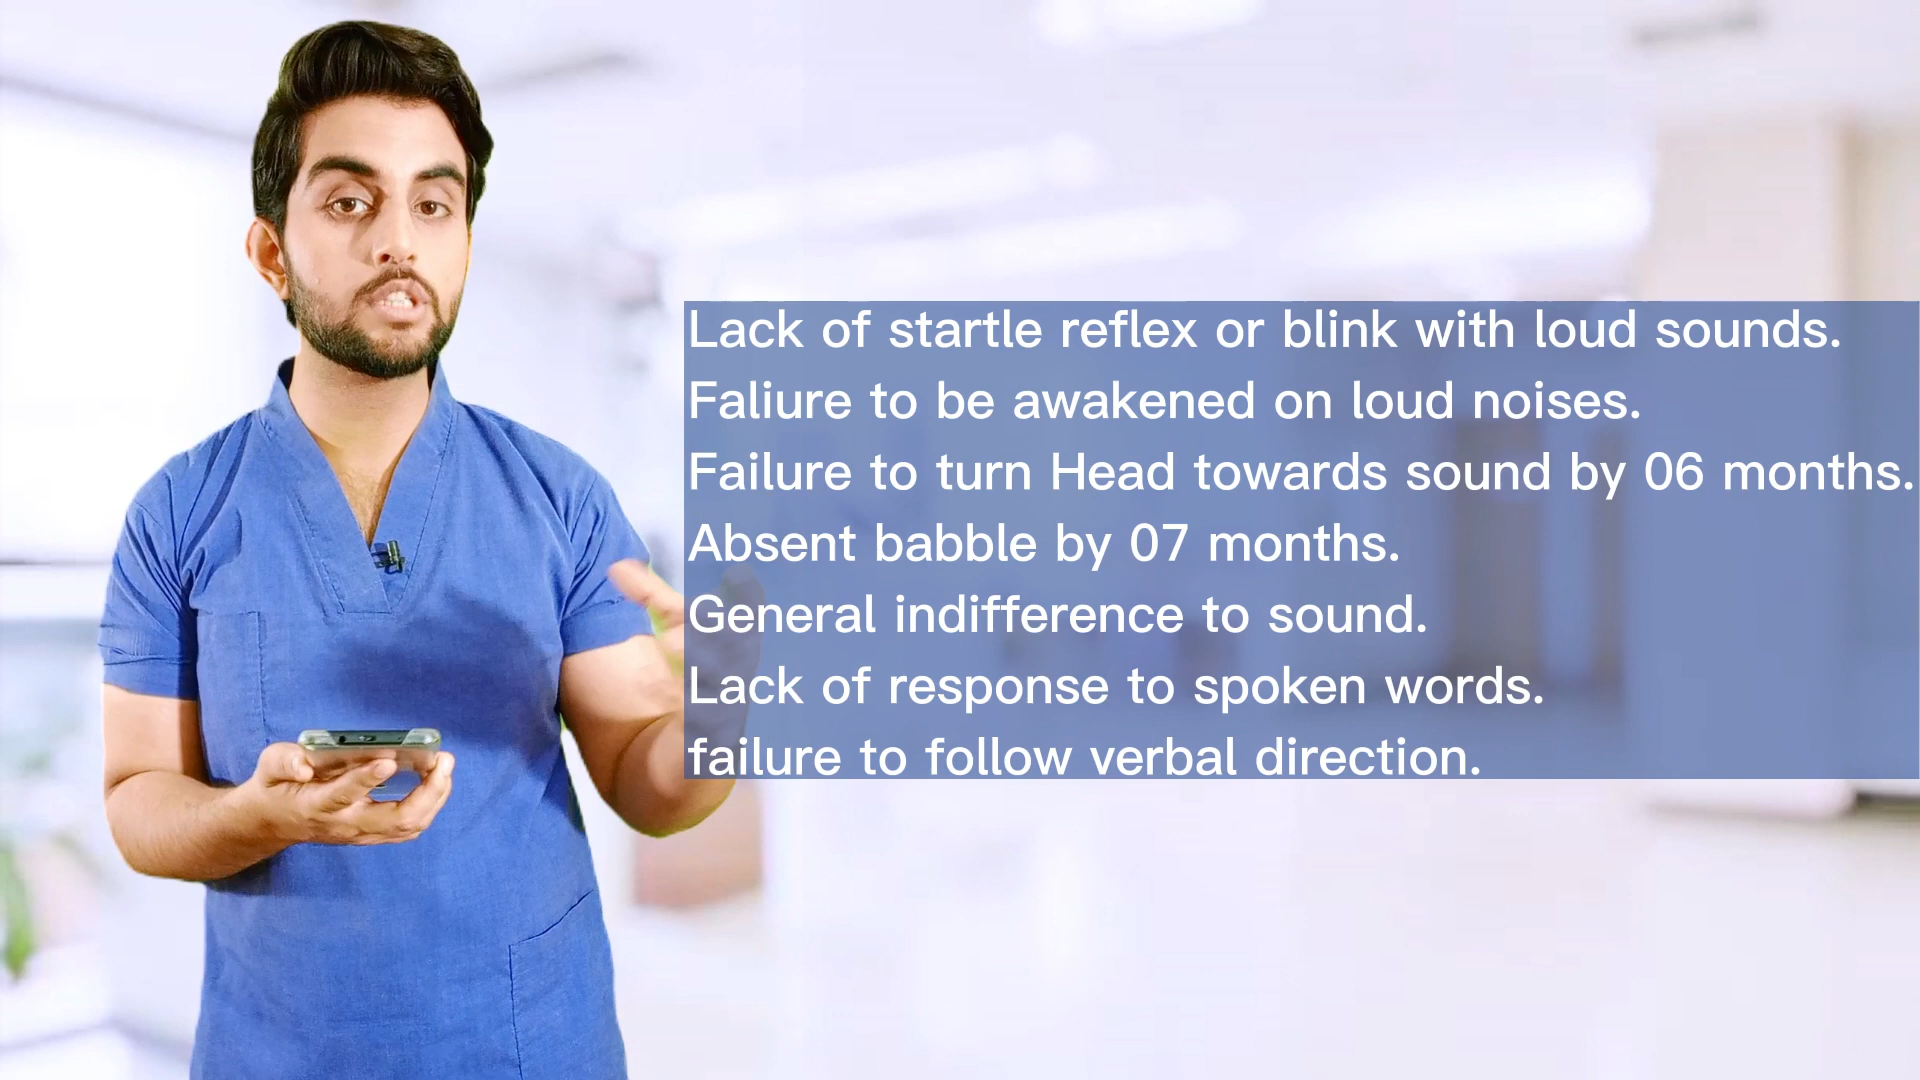 Lack of startle reflex or blink with loud sounds.
Faliure to be awakened on loud noises.
Failure to turn Head towards sound by 06 months.
Absent babble by 07 months.
General indifference to sound.
Lack of response to spoken words.
failure to follow verbal direction.